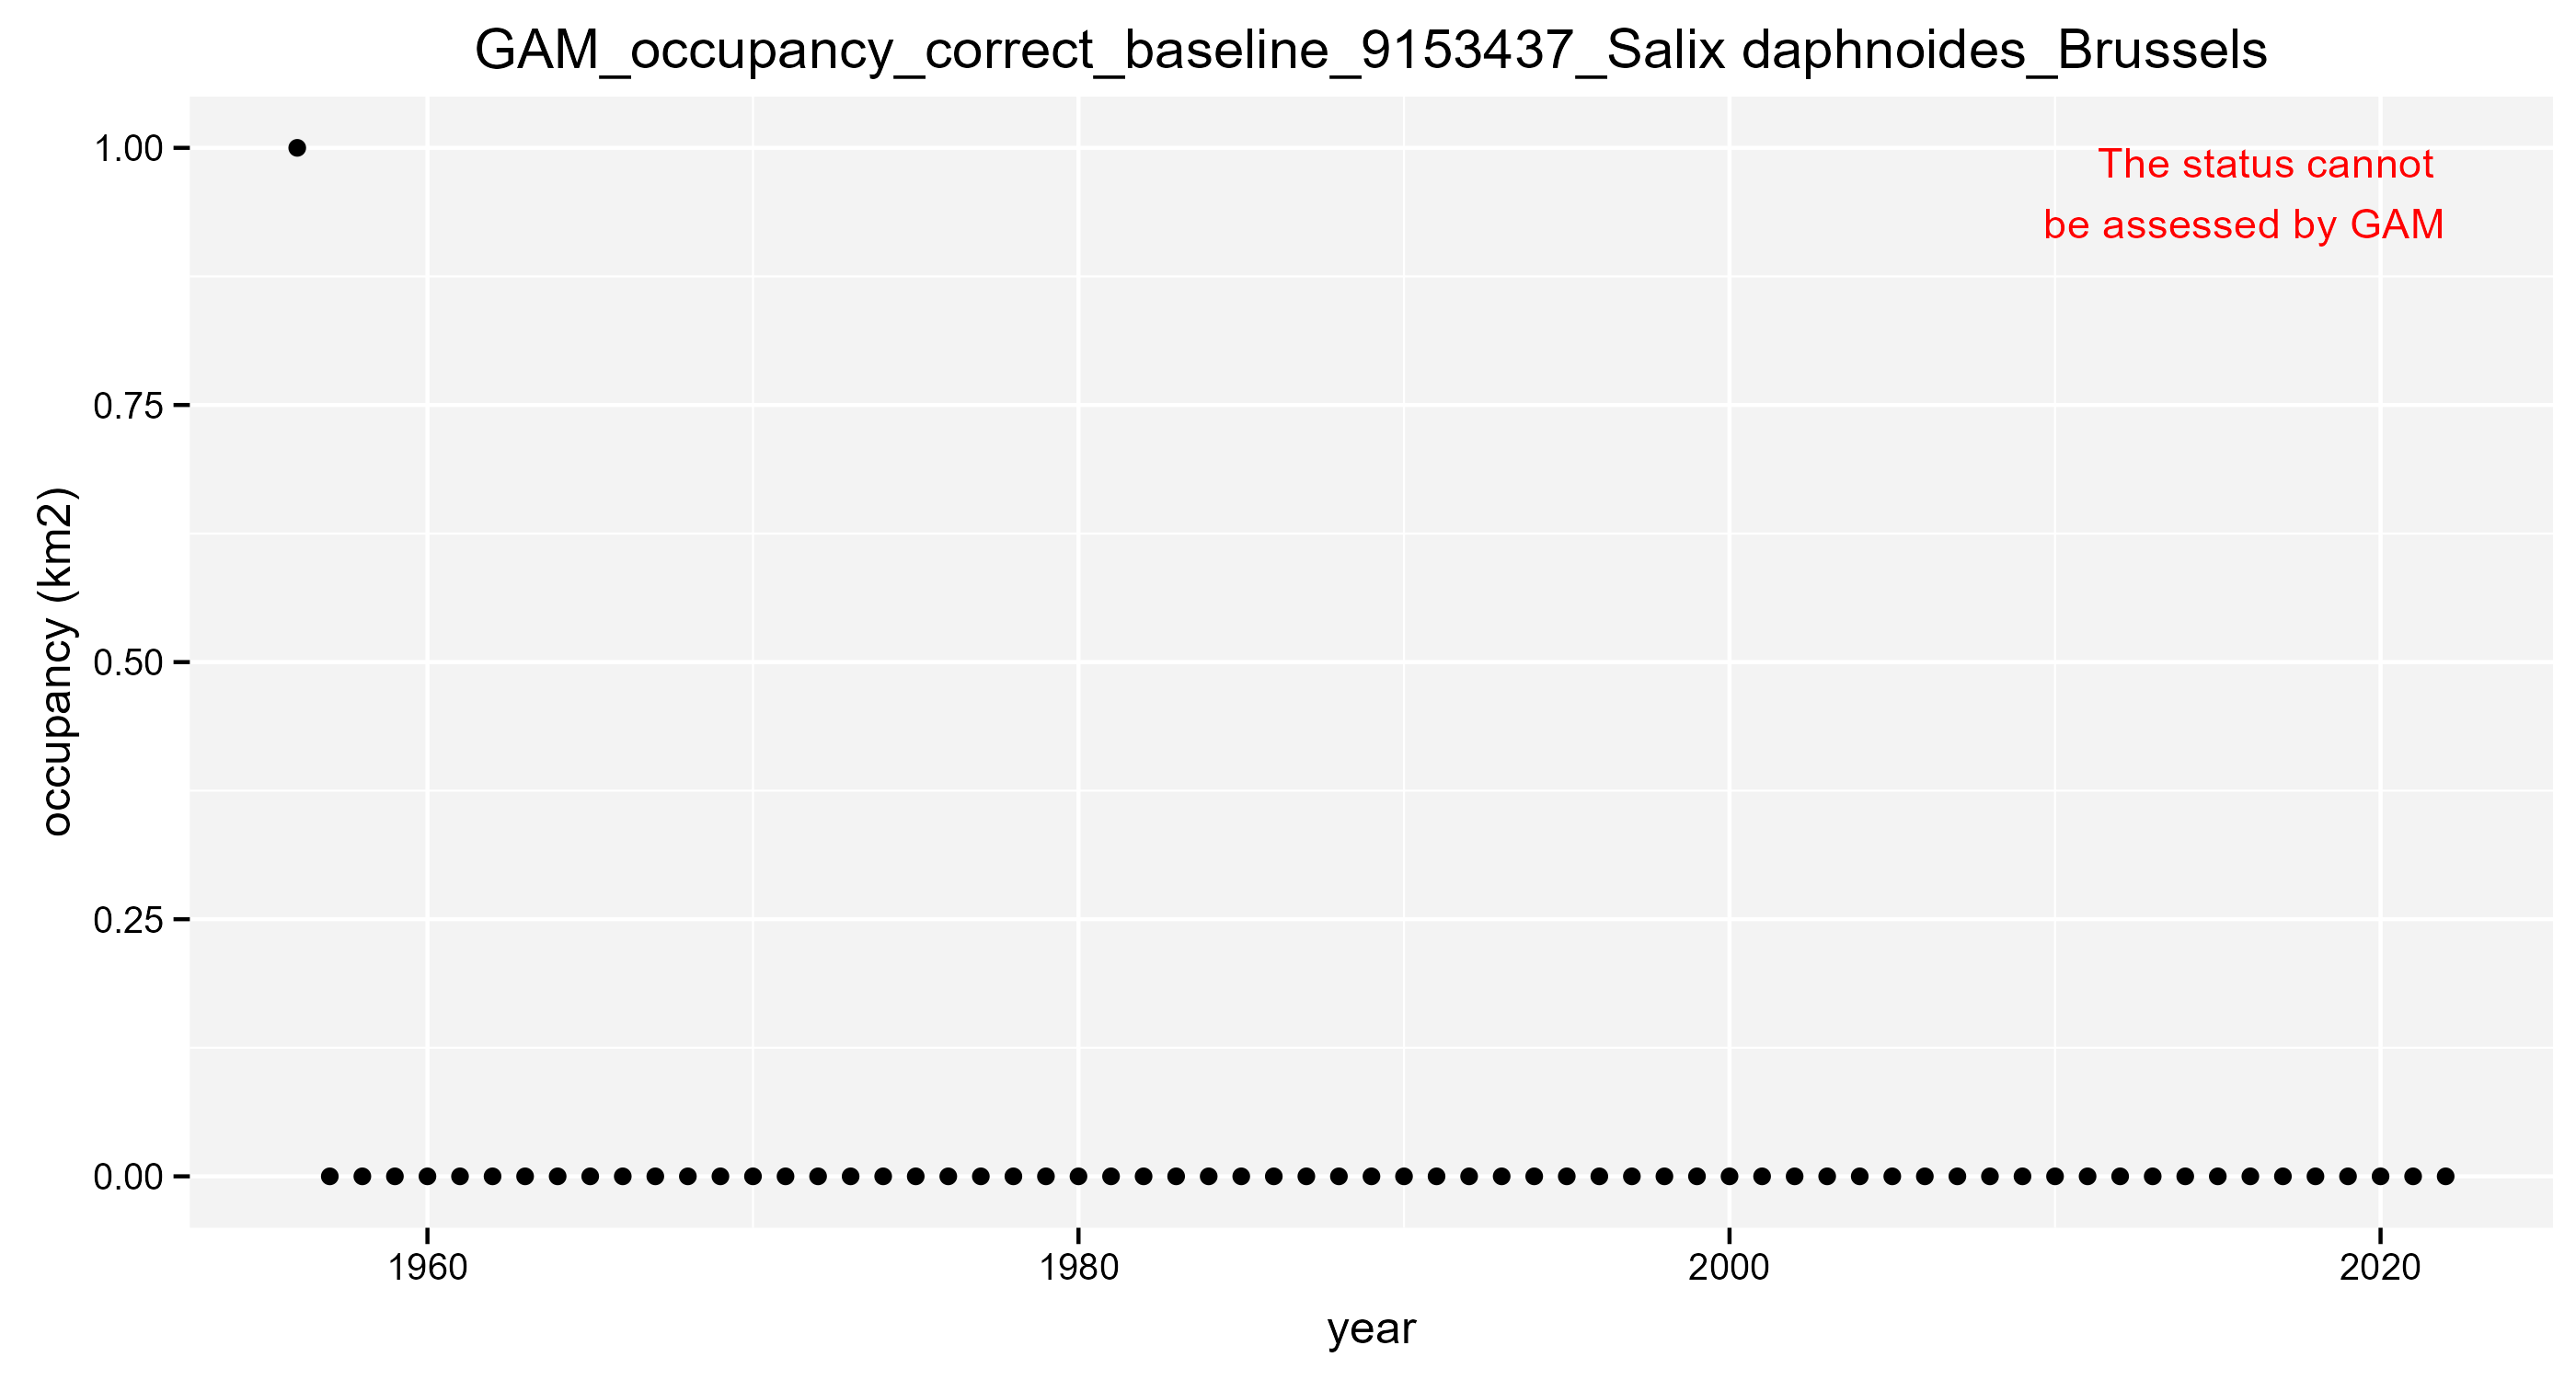 GAM_occupancy_correct_baseline_9153437_Salix daphnoides_Brussels
The status cannot
be assessed by GAM
occupancy (km2)
1.00
0.75
0.50
0.25
0.00
1960
1980
2000
2020
year